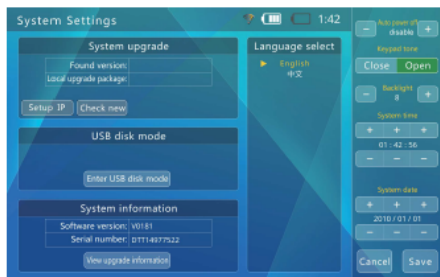 System Settings
1:42
System upgrade
Found version:
Local upgrade package:
Setup IP
Check new
USB disk mode
Enter USB disk mode
System information
Software version: V0181
Serial number: DTT14977522
View upgrade information
Language select
English
中文
Auto power off
disable
Keypad tone
Close
Open
Backlight
8
System time
+ + +
01 : 42 : 56
− − −
System date
+ + +
2010 / 01 / 01
− − −
Cancel
Save